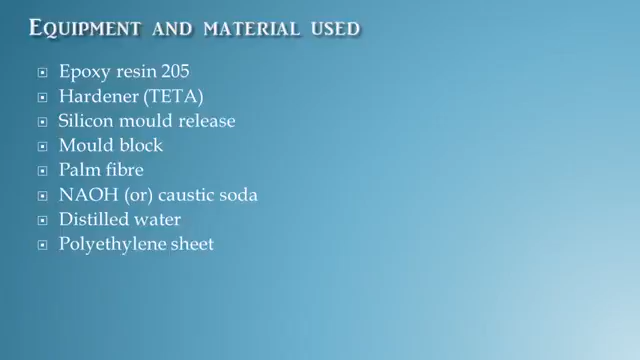 Equipment and material used
Epoxy resin 205
Hardener (TETA)
Silicon mould release
Mould block
Palm fibre
NAOH (or) caustic soda
Distilled water
Polyethylene sheet